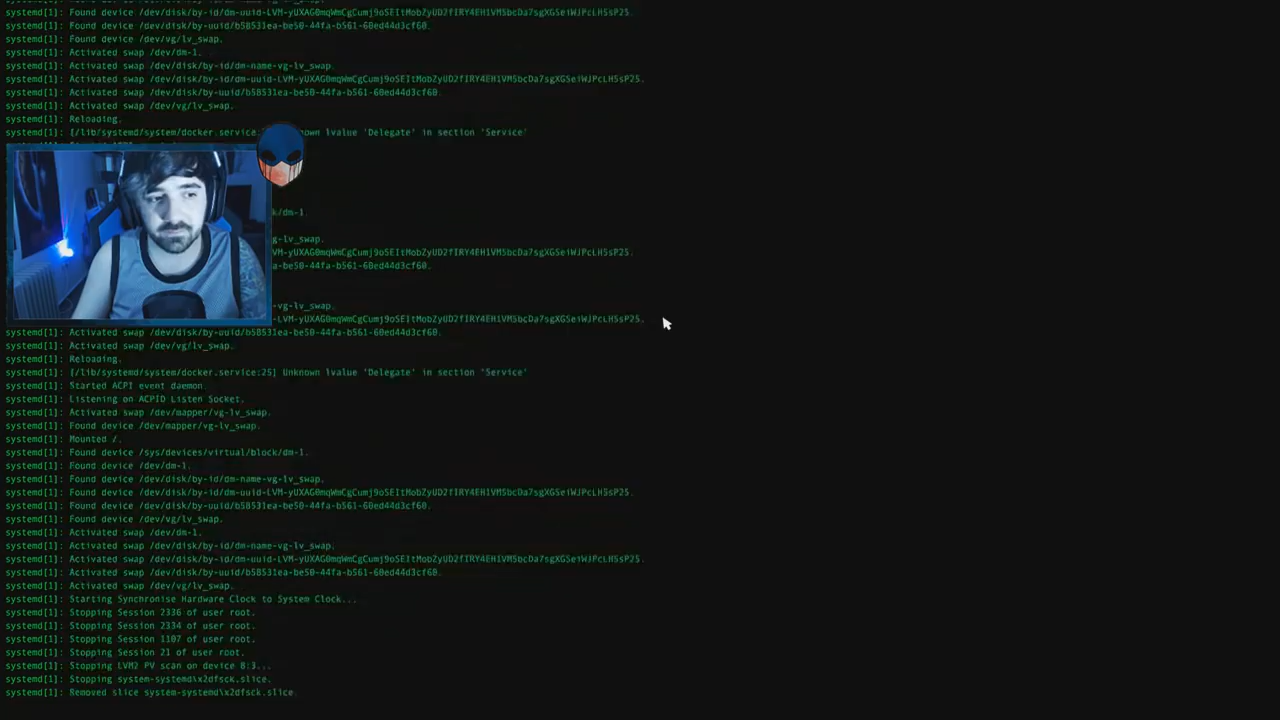 systemd[1]: Found device /dev/disk/by-id/dm-uuid-LVM-yUXAG0mqWmCgCumj9oSEItMobZyUD2fIRY4EH1VM5bcDa7sgXGSeiWJPcLH5sP25.
systemd[1]: Found device /dev/disk/by-uuid/b58531ea-be50-44fa-b561-60ed44d3cf60.
systemd[1]: Found device /dev/vg/lv_swap.
systemd[1]: Activated swap /dev/dm-1.
systemd[1]: Activated swap /dev/disk/by-id/dm-name-vg-lv_swap.
systemd[1]: Activated swap /dev/disk/by-id/dm-uuid-LVM-yUXAG0mqWmCgCumj9oSEItMobZyUD2fIRY4EH1VM5bcDa7sgXGSeiWJPcLH5sP25.
systemd[1]: Activated swap /dev/disk/by-uuid/b58531ea-be50-44fa-b561-60ed44d3cf60.
systemd[1]: Activated swap /dev/vg/lv_swap.
systemd[1]: Reloading.
systemd[1]: [/lib/systemd/system/docker.service: own lvalue 'Delegate' in section 'Service'
k/dm-1.
g-lv_swap.
VM-yUXAG0mqWmCgCumj9oSEItMobZyUD2fIRY4EH1VM5bcDa7sgXGSeiWJPcLH5sP25.
-be50-44fa-b561-60ed44d3cf60.
-vg-lv_swap.
-LVM-yUXAG0mqWmCgCumj9oSEItMobZyUD2fIRY4EH1VM5bcDa7sgXGSeiWJPcLH5sP25.
systemd[1]: Activated swap /dev/disk/by-uuid/b58531ea-be50-44fa-b561-60ed44d3cf60.
systemd[1]: Activated swap /dev/vg/lv_swap.
systemd[1]: Reloading.
systemd[1]: [/lib/systemd/system/docker.service:25] Unknown lvalue 'Delegate' in section 'Service'
systemd[1]: Started ACPI event daemon.
systemd[1]: Listening on ACPID Listen Socket.
systemd[1]: Activated swap /dev/mapper/vg-lv_swap.
systemd[1]: Found device /dev/mapper/vg-lv_swap.
systemd[1]: Mounted /.
systemd[1]: Found device /sys/devices/virtual/block/dm-1.
systemd[1]: Found device /dev/dm-1.
systemd[1]: Found device /dev/disk/by-id/dm-name-vg-lv_swap.
systemd[1]: Found device /dev/disk/by-id/dm-uuid-LVM-yUXAG0mqWmCgCumj9oSEItMobZyUD2fIRY4EH1VM5bcDa7sgXGSeiWJPcLH5sP25.
systemd[1]: Found device /dev/disk/by-uuid/b58531ea-be50-44fa-b561-60ed44d3cf60.
systemd[1]: Found device /dev/vg/lv_swap.
systemd[1]: Activated swap /dev/dm-1.
systemd[1]: Activated swap /dev/disk/by-id/dm-name-vg-lv_swap.
systemd[1]: Activated swap /dev/disk/by-id/dm-uuid-LVM-yUXAG0mqWmCgCumj9oSEItMobZyUD2fIRY4EH1VM5bcDa7sgXGSeiWJPcLH5sP25.
systemd[1]: Activated swap /dev/disk/by-uuid/b58531ea-be50-44fa-b561-60ed44d3cf60.
systemd[1]: Activated swap /dev/vg/lv_swap.
systemd[1]: Starting Synchronise Hardware Clock to System Clock...
systemd[1]: Stopping Session 2336 of user root.
systemd[1]: Stopping Session 2334 of user root.
systemd[1]: Stopping Session 1107 of user root.
systemd[1]: Stopping Session 21 of user root.
systemd[1]: Stopping LVM2 PV scan on device 8:3...
systemd[1]: Stopping system-systemd\x2dfsck.slice.
systemd[1]: Removed slice system-systemd\x2dfsck.slice.